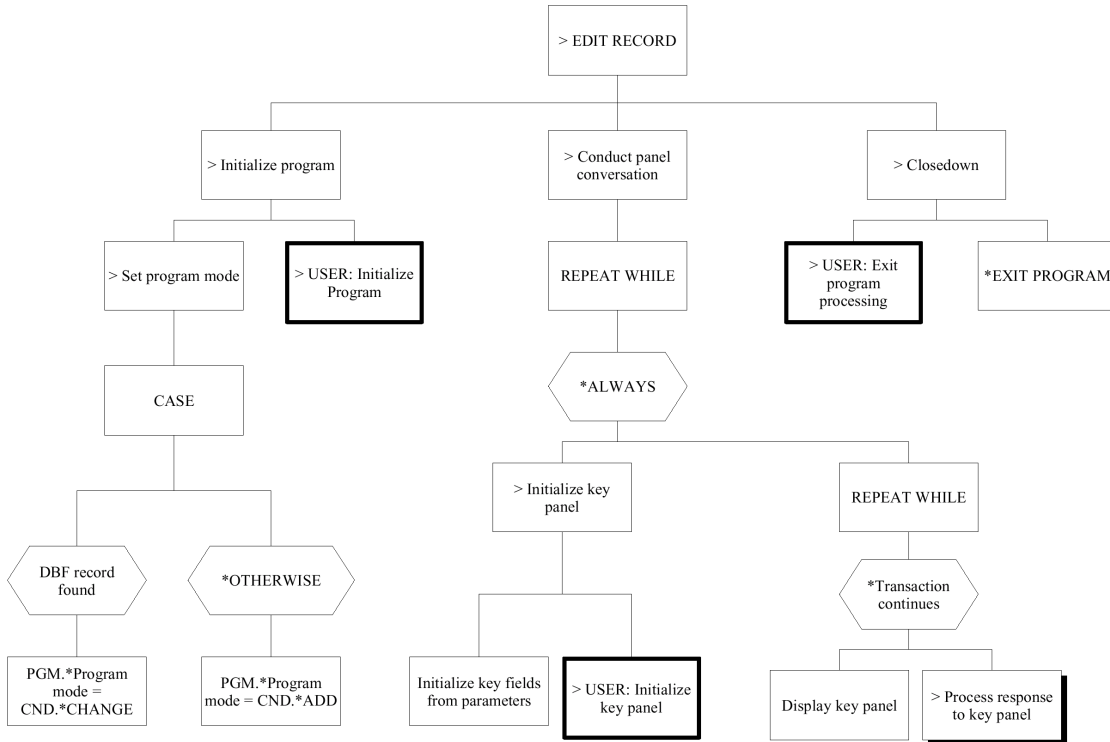 > EDIT RECORD
> Initialize program
> Conduct panel
conversation
> Closedown
> Set program mode
> USER: Initialize
Program
REPEAT WHILE
> USER: Exit
program
processing
*EXIT PROGRAM
CASE
*ALWAYS
> Initialize key
panel
REPEAT WHILE
DBF record
found
*OTHERWISE
*Transaction
continues
PGM.*Program
mode =
CND.*CHANGE
PGM.*Program
mode = CND.*ADD
Initialize key fields
from parameters
> USER: Initialize
key panel
Display key panel
> Process response
to key panel